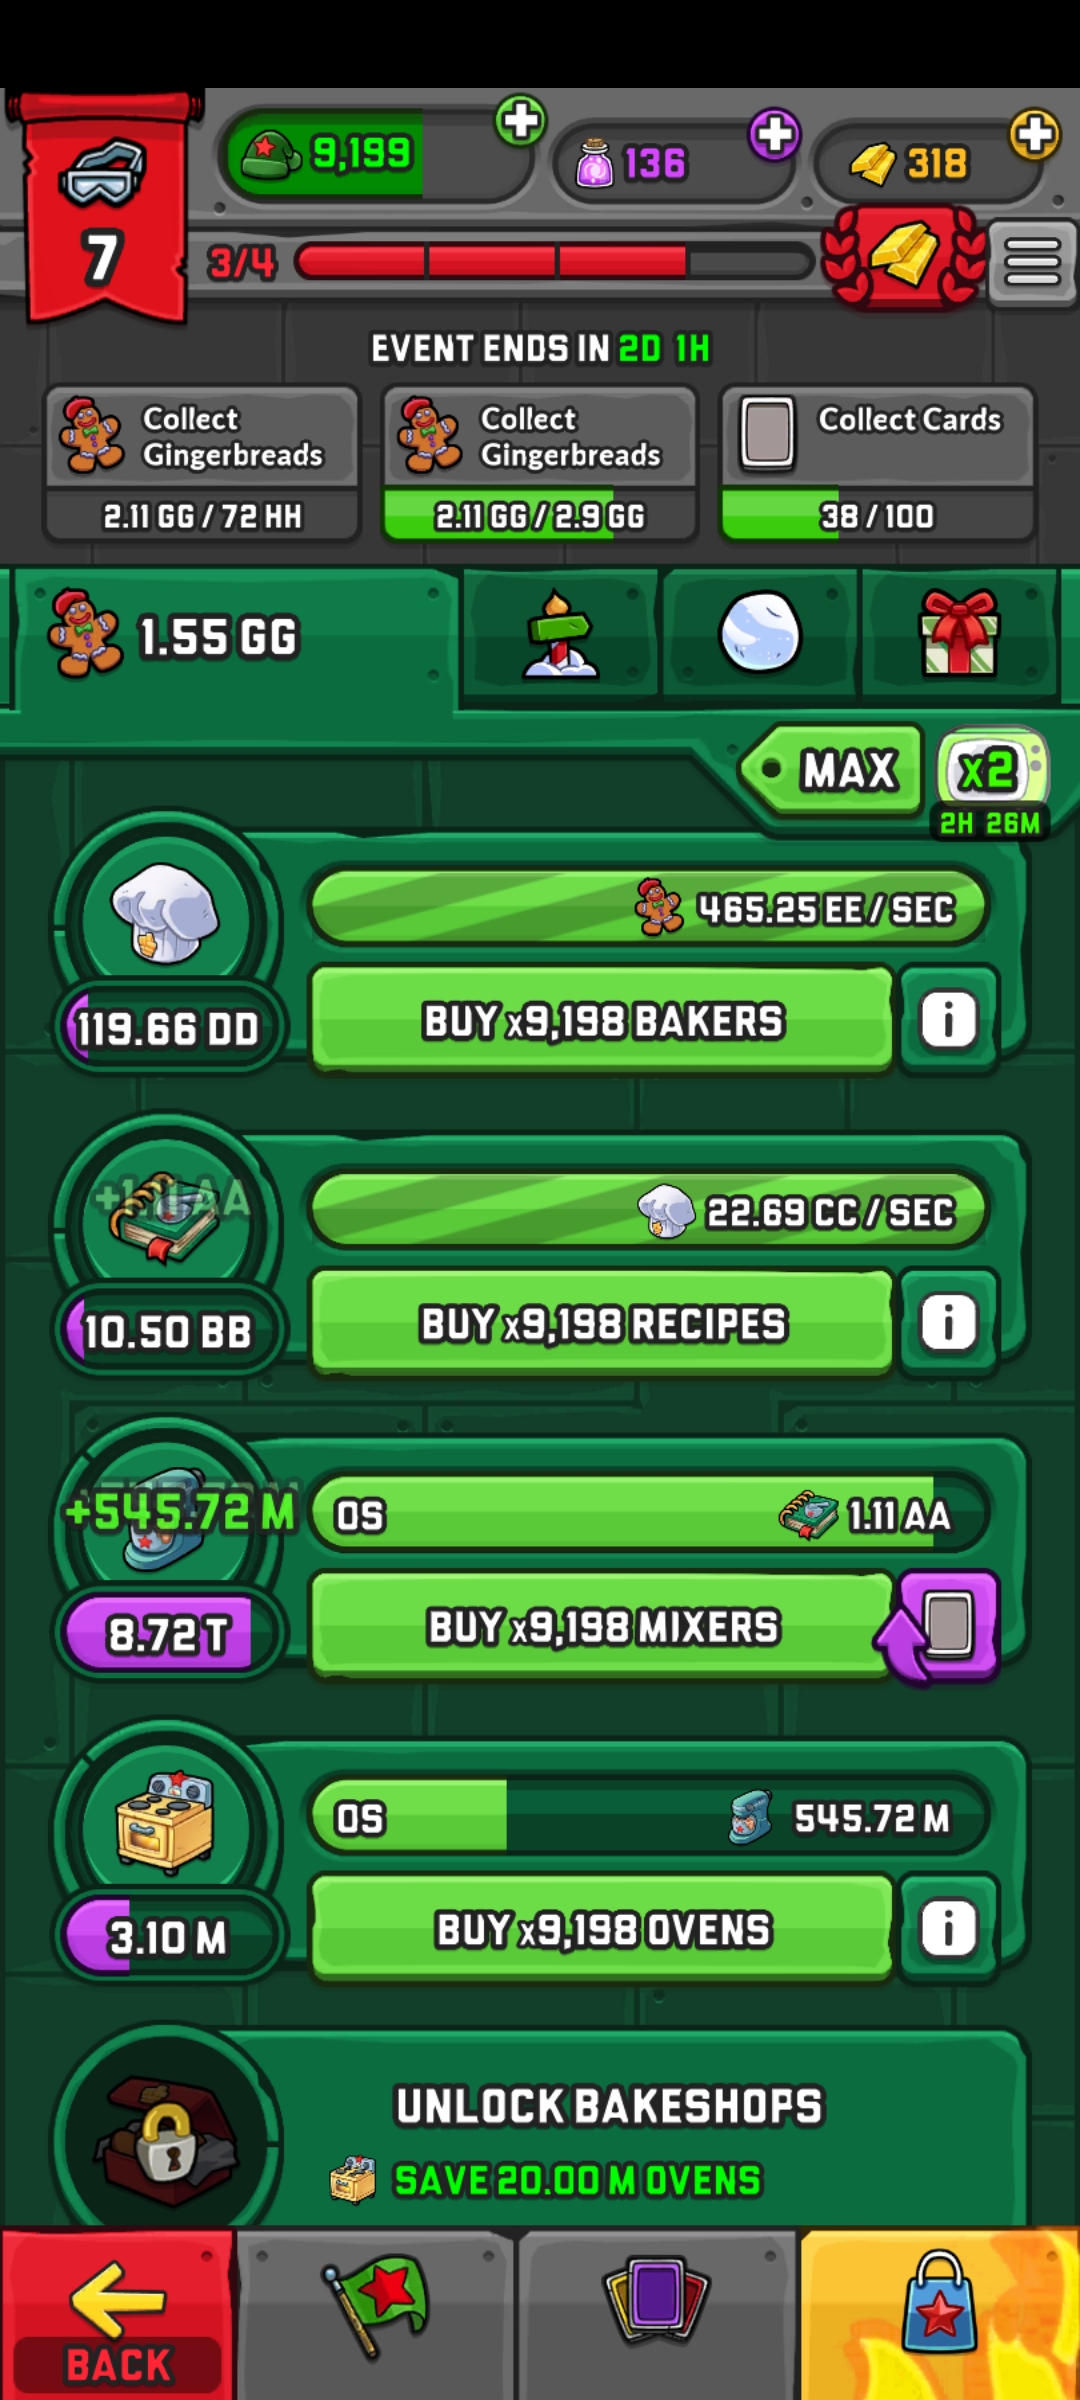 9,199
136
318
7
3/4
EVENT ENDS IN 2D 1H
Collect
Gingerbreads
2.11 GG / 72 HH
Collect
Gingerbreads
2.11 GG / 2.9 GG
Collect Cards
38 / 100
1.55 GG
MAX
x2
2H 26M
465.25 EE / SEC
119.66 DD
BUY x9,198 BAKERS
i
+1.11 AA
22.69 CC / SEC
10.50 BB
BUY x9,198 RECIPES
i
+545.72 M
0S
1.11 AA
8.72 T
BUY x9,198 MIXERS
0S
545.72 M
3.10 M
BUY x9,198 OVENS
i
UNLOCK BAKESHOPS
SAVE 20.00 M OVENS
BACK